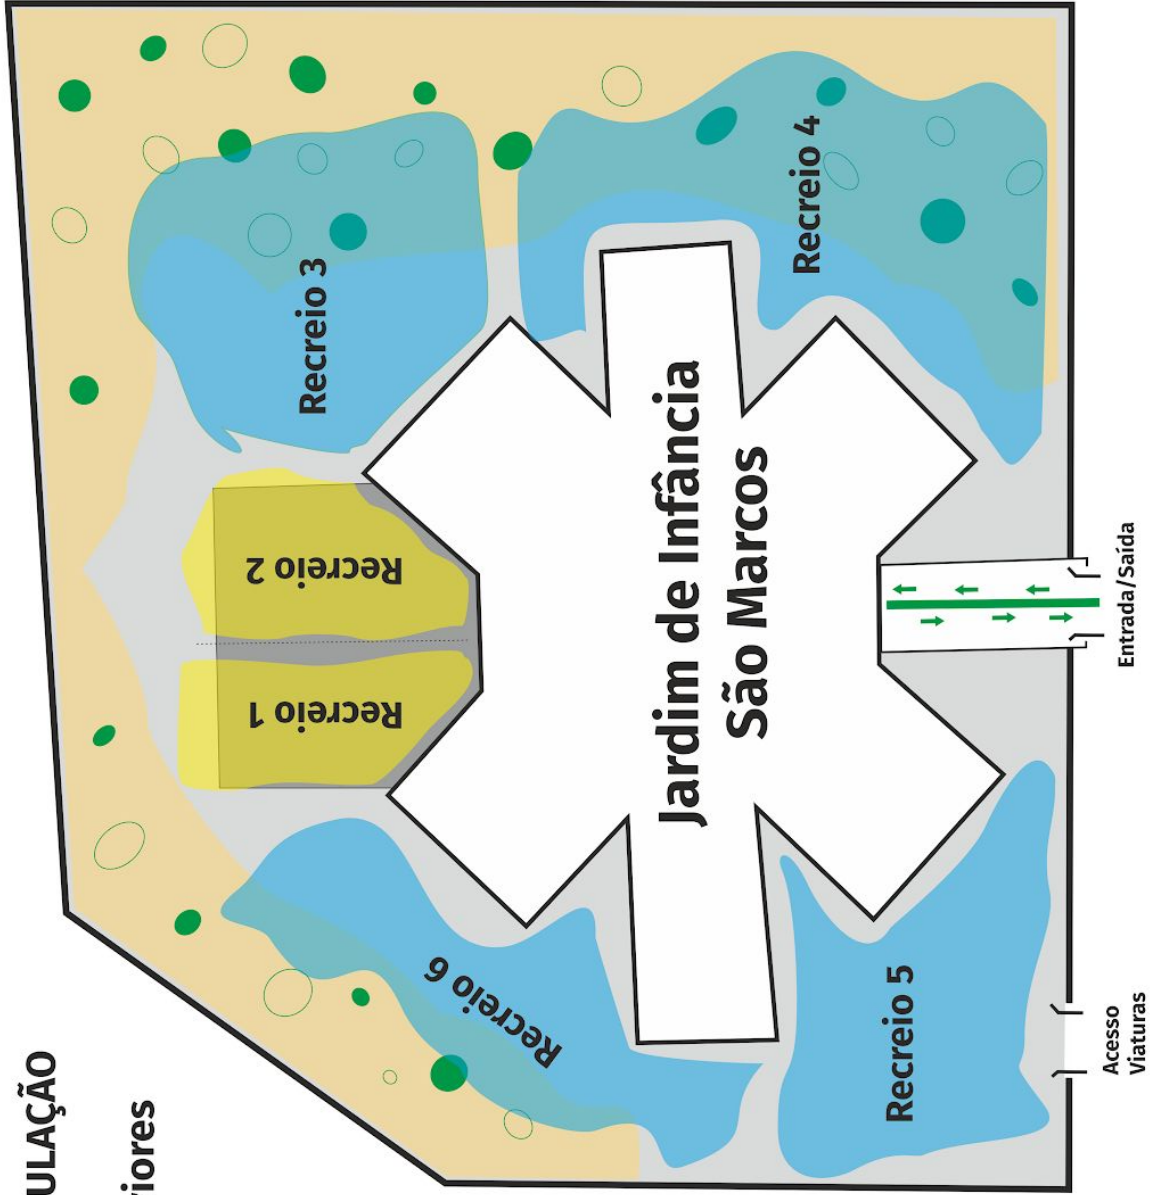 ULAÇÃO
iores
Recreio 6
Recreio 1
Recreio 2
Recreio 3
Jardim de Infância
São Marcos
Recreio 4
Recreio 5
Acesso
Viaturas
Entrada/Saída